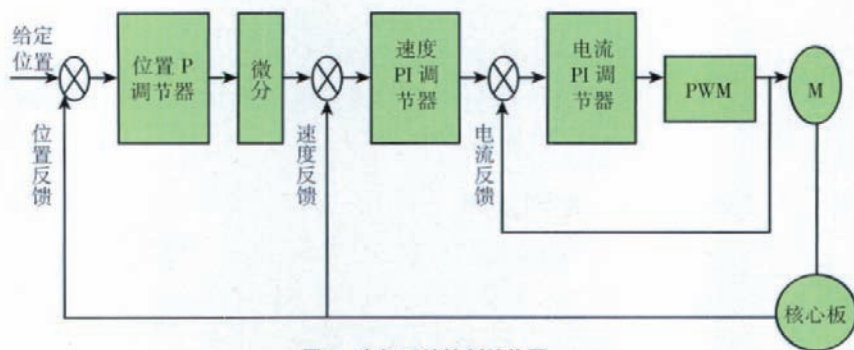 给定
位置
位置 P
调节器
微分
速度
PI 调
节器
电流
PI 调
节器
PWM
M
位置反馈
速度反馈
电流反馈
核心板